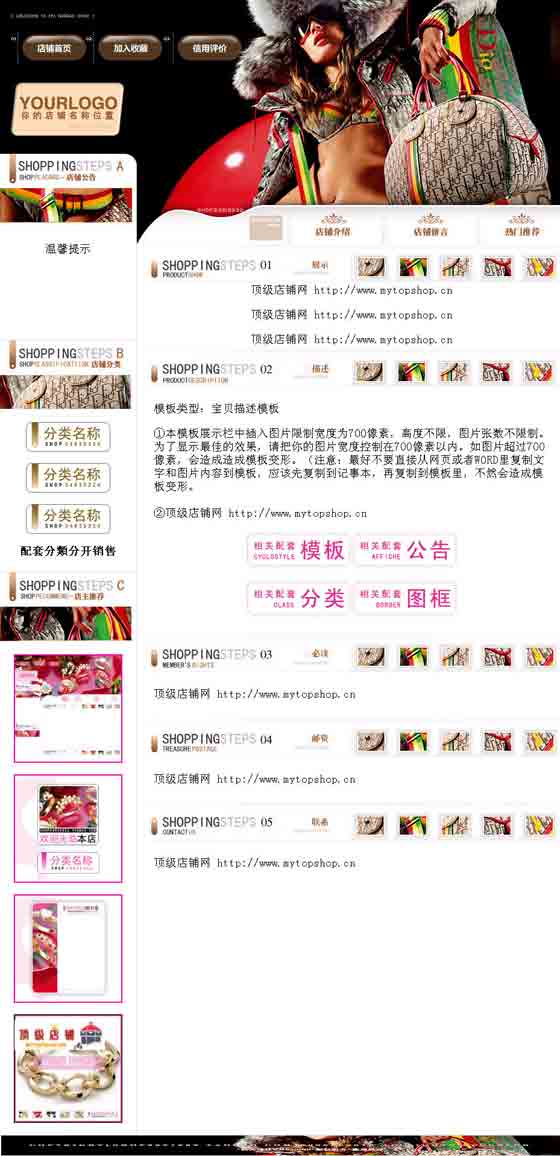 店铺首页
加入收藏
信用评价
YOURLOGO
你的店铺名称位置
Dior
店铺介绍
店铺留言
热门推荐
SHOPPINGSTEPS A
店铺公告
温馨提示
SHOPPINGSTEPS B
店铺分类
分类名称
分类名称
分类名称
配套分類分开销售
SHOPPINGSTEPS C
店主推荐
欢迎光临本店
分类名称
顶级店铺
SHOPPINGSTEPS 01
展示
PRODUCTSHOW
顶级店铺网 http://www.mytopshop.cn
顶级店铺网 http://www.mytopshop.cn
顶级店铺网 http://www.mytopshop.cn
SHOPPINGSTEPS 02
描述
PRODUCTDESCRIPTION
模板类型：宝贝描述模板
①本模板展示栏中插入图片限制宽度为700像素，高度不限，图片张数不限制。
为了显示最佳的效果，请把你的图片宽度控制在700像素以内。如图片超过700
像素，会造成造成模板变形。（注意：最好不要直接从网页或者WORD里复制文
字和图片内容到模板，应该先复制到记事本，再复制到模板里，不然会造成模
板变形。
②顶级店铺网 http://www.mytopshop.cn
相关配套 模板
CYCLOSTYLE
相关配套 公告
AFFICHE
相关配套 分类
CLASS
相关配套 图框
BORDER
SHOPPINGSTEPS 03
必读
MEMBER'S RIGHTS
顶级店铺网 http://www.mytopshop.cn
SHOPPINGSTEPS 04
邮资
TREASURE POSTAGE
顶级店铺网 http://www.mytopshop.cn
SHOPPINGSTEPS 05
联系
CONTACT US
顶级店铺网 http://www.mytopshop.cn